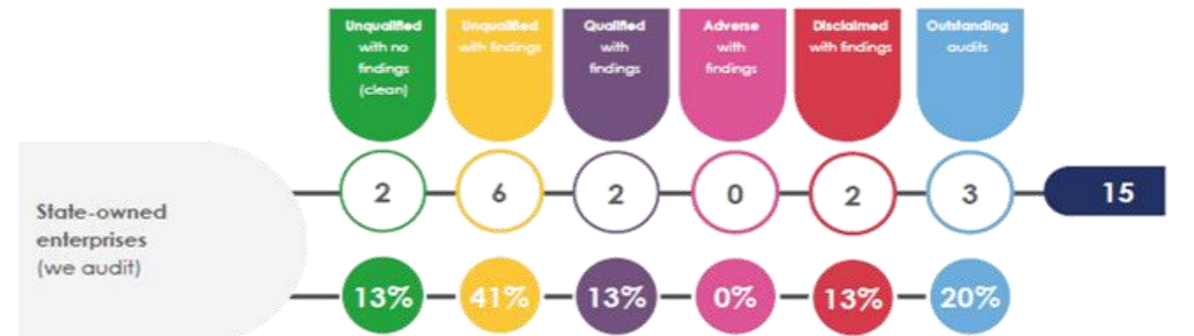 Unqualified
with no
findings
(clean)
Unqualified
with findings
Qualified
with
findings
Adverse
with
findings
Disclaimed
with findings
Outstanding
audits
State-owned
enterprises
(we audit)
2 6 2 0 2 3 15
13% 41% 13% 0% 13% 20%